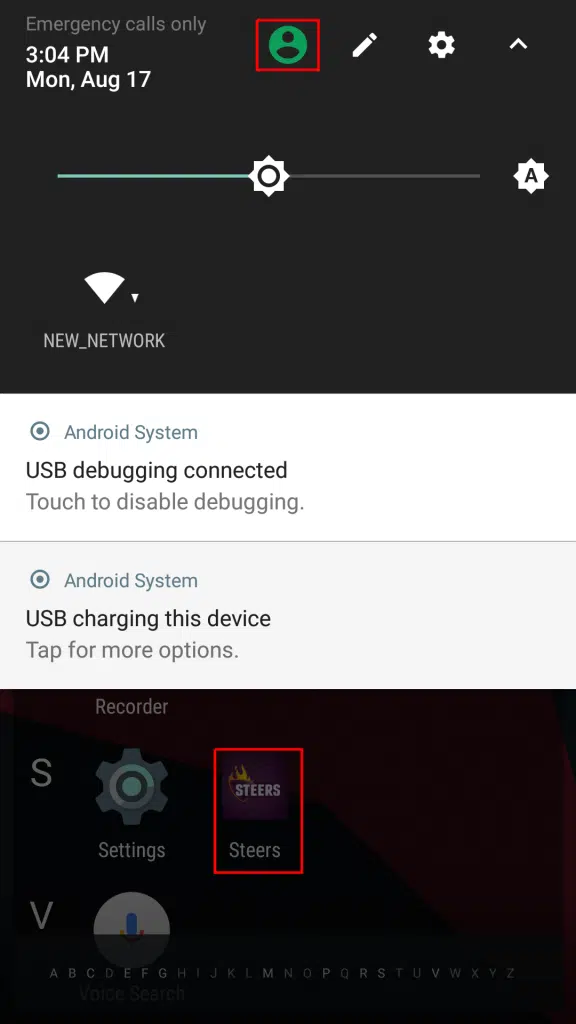 Emergency calls only
3:04 PM
Mon, Aug 17
A
NEW_NETWORK
Android System
USB debugging connected
Touch to disable debugging.
Android System
USB charging this device
Tap for more options.
Recorder
S
STEERS
Settings
Steers
V
A B C D E F G H I J K L M N O P Q R S T U V W X Y Z
Voice Search